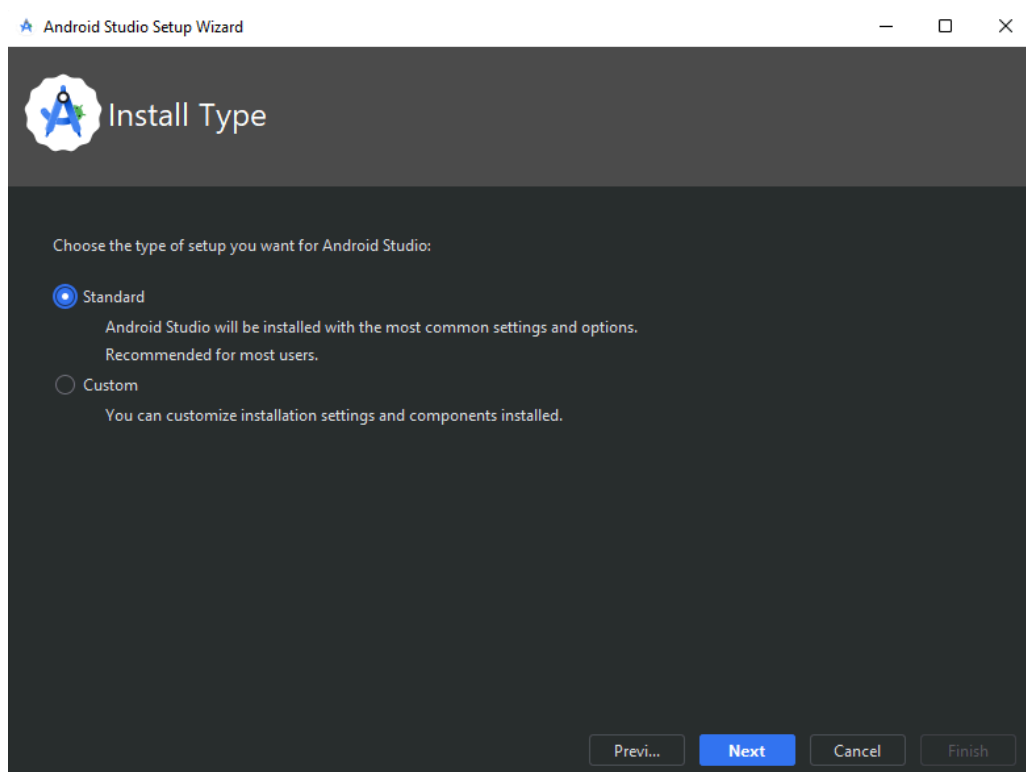 Android Studio Setup Wizard
Install Type
Choose the type of setup you want for Android Studio:
Standard
Android Studio will be installed with the most common settings and options.
Recommended for most users.
Custom
You can customize installation settings and components installed.
Previ... Next Cancel Finish